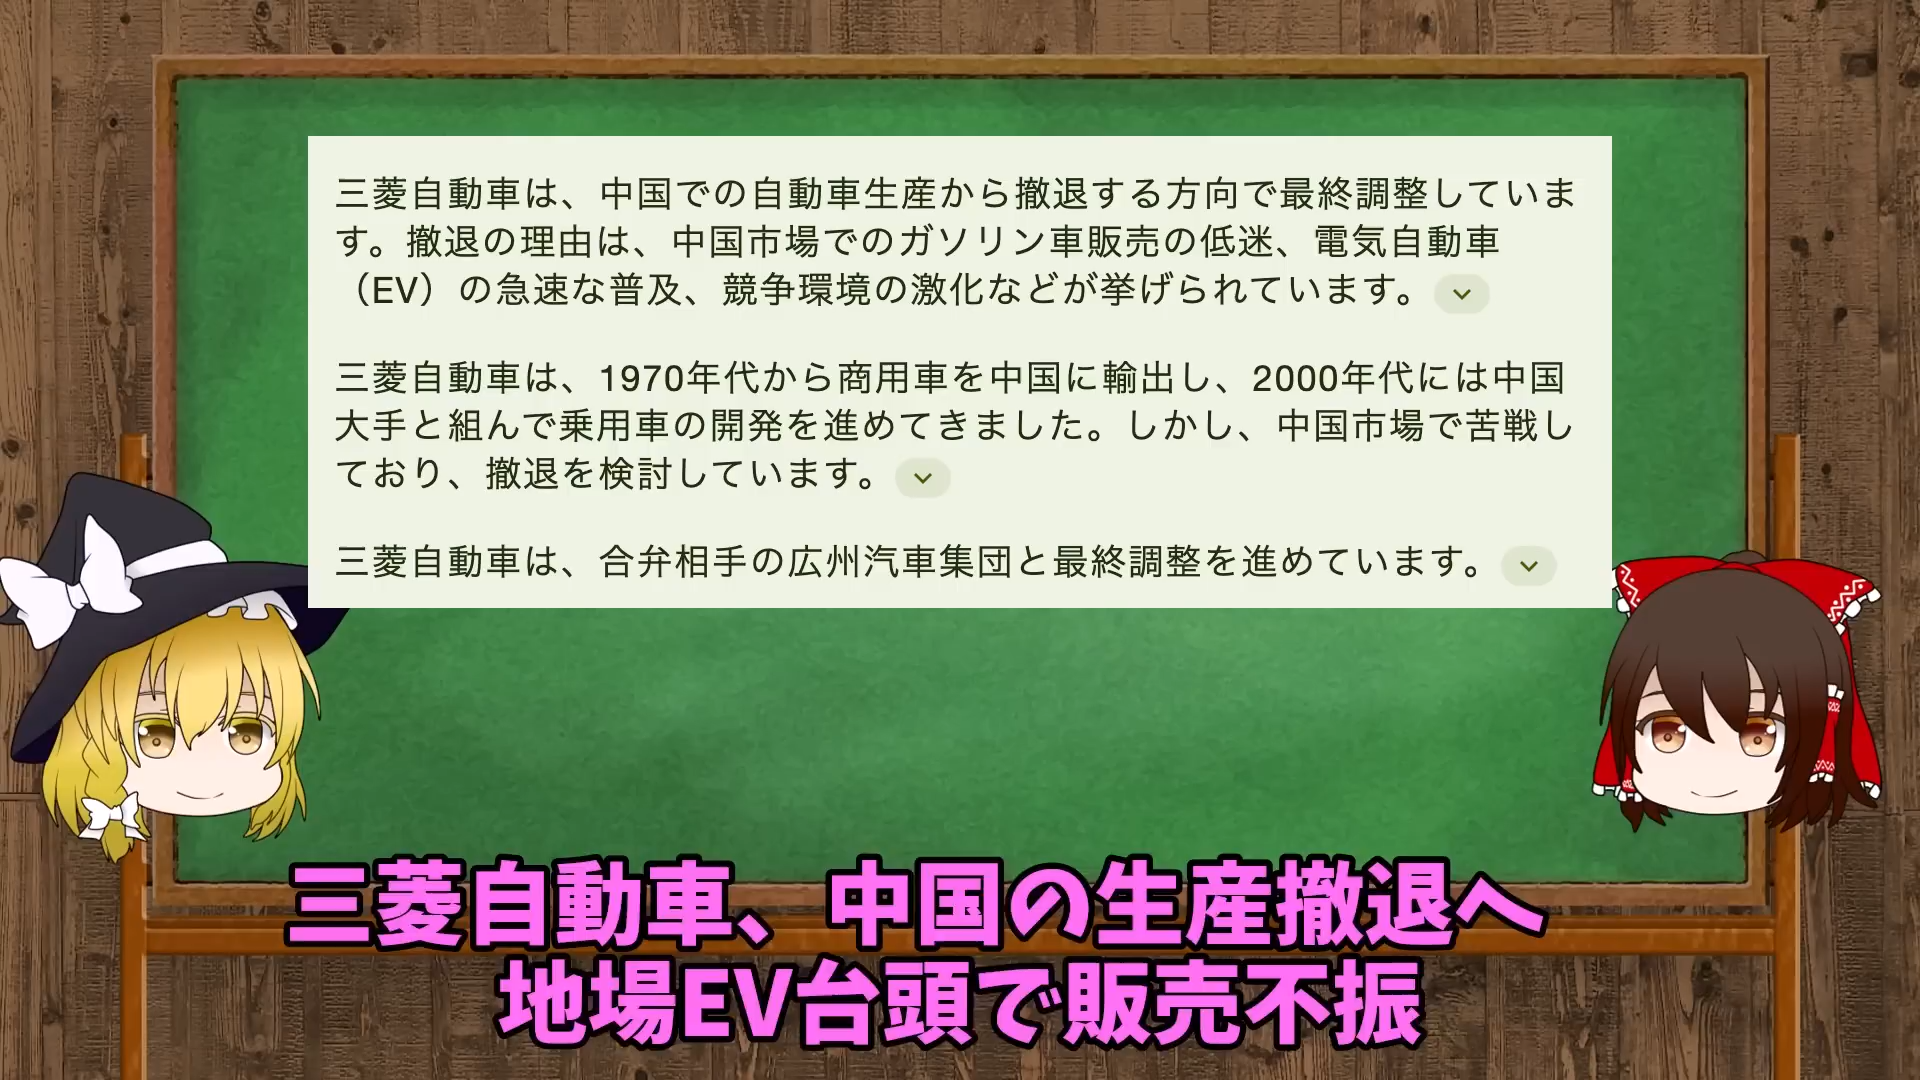 三菱自動車は、中国での自動車生産から撤退する方向で最終調整していま
す。撤退の理由は、中国市場でのガソリン車販売の低迷、電気自動車
（EV）の急速な普及、競争環境の激化などが挙げられています。
三菱自動車は、1970年代から商用車を中国に輸出し、2000年代には中国
大手と組んで乗用車の開発を進めてきました。しかし、中国市場で苦戦し
ており、撤退を検討しています。
三菱自動車は、合弁相手の広州汽車集団と最終調整を進めています。
三菱自動車、中国の生産撤退へ
地場EV台頭で販売不振